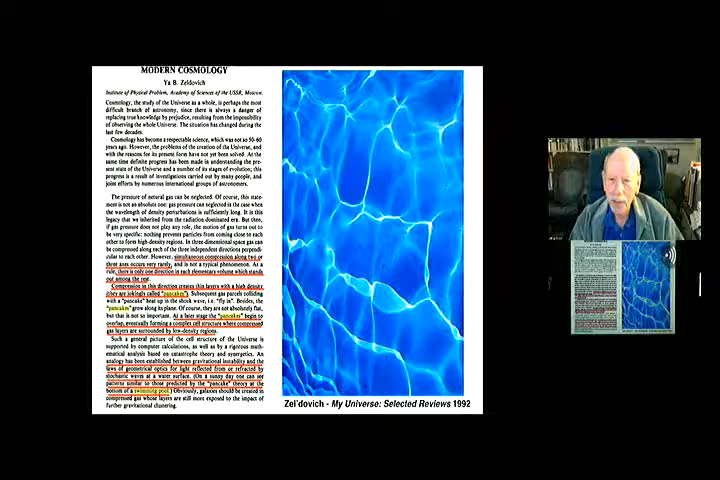 MODERN COSMOLOGY
Ya B. Zeldovich
Institute of Physical Problem, Academy of Sciences of the USSR, Moscow.
Cosmology, the study of the Universe as a whole, is perhaps the most
difficult branch of astronomy, since there is always a danger of
replacing true knowledge by prejudice, resulting from the impossibility
of observing the whole Universe. The situation has changed during the
last few decades.
Cosmology has become a respectable science, which was not so 50-60
years ago. However, the problems of the creation of the Universe, and
with the reasons for its present form have not yet been solved. At the
same time definite progress has been made in understanding the pre-
sent state of the Universe and a number of its stages of evolution; this
progress is a result of investigations carried out by many people, and
joint efforts by numerous international groups of astronomers.
The pressure of neutral gas can be neglected. Of course, this state-
ment is not an absolute one: gas pressure can be neglected in the case when
the wavelength of density perturbations is sufficiently long. It is this
legacy that we inherited from the radiation-dominated era. But then,
if gas pressure does not play any role, the motion of gas turns out to
be very specific: nothing prevents particles from coming close to each
other to form high-density regions. In three-dimensional space gas can
be compressed along each of the three independent directions perpendi-
cular to each other. However, simultaneous compression along two or
three axes occurs very rarely, and is not a typical phenomenon. As a
rule, there is only one direction in each elementary volume which stands
out among the rest.
Compression in this direction creates thin layers with a high density
(they are jokingly called "pancakes"). Subsequent gas parcels colliding
with a "pancake" heat up in the shock wave, i.e. "fly in". Besides, the
"pancakes" grow along its plane. Of course, they are not absolutely flat,
but that is not so important. At a later stage the "pancakes" begin to
overlap, eventually forming a complex cell structure where compressed
gas layers are surrounded by low-density regions.
Such a general picture of the cell structure of the Universe is
supported by computer calculations, as well as by a rigorous math-
ematical analysis based on catastrophe theory and synergetics. An
analogy has been established between gravitational instability and the
laws of geometrical optics for light reflected from or refracted by
stochastic waves at a water surface. (On a sunny day one can see
patterns similar to those predicted by the "pancake" theory at the
bottom of a swimming pool.) Obviously, galaxies should be created in
compressed gas whose layers are still more exposed to the impact of
further gravitational clustering.
Zel'dovich - My Universe: Selected Reviews 1992